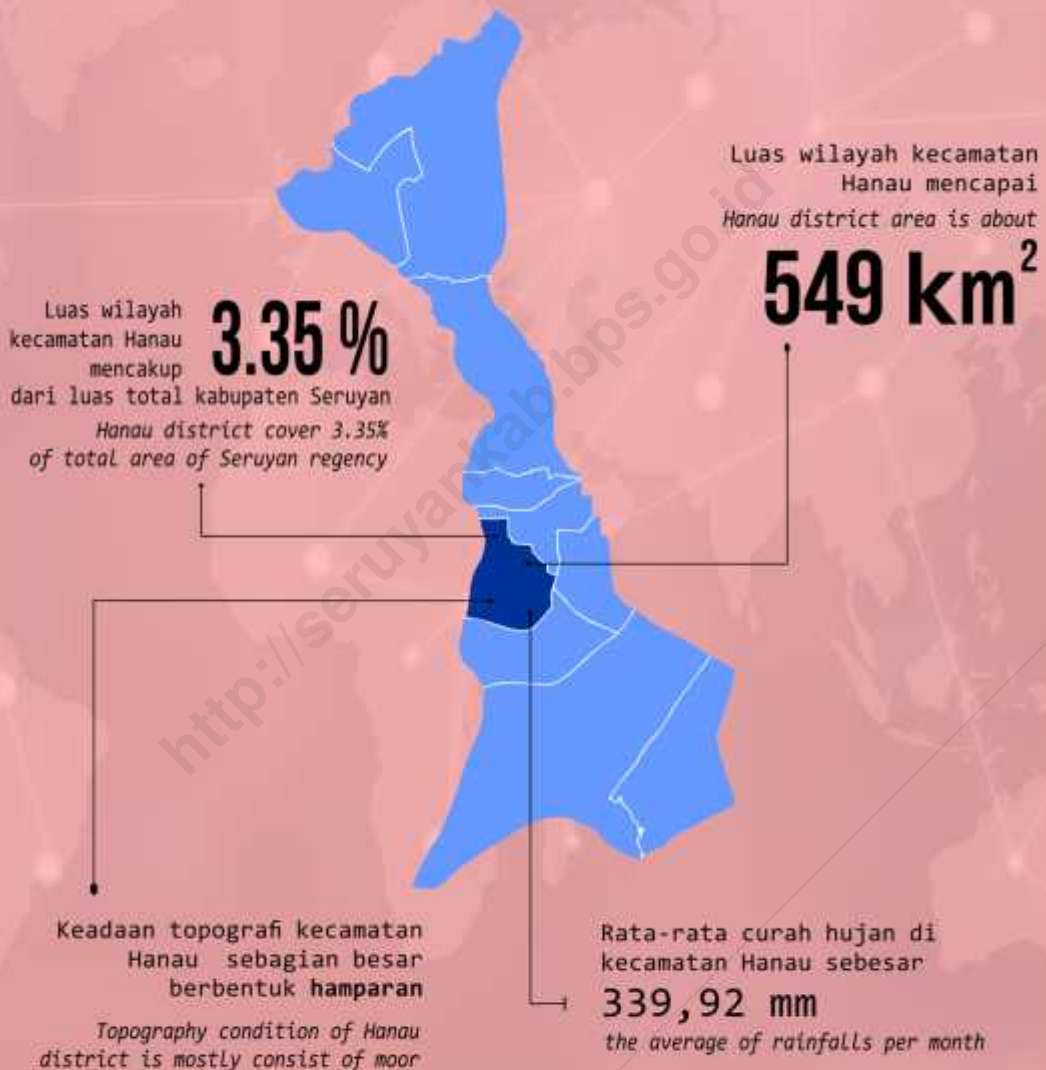 Luas wilayah kecamatan
Hanau mencapai
Hanau district area is about
549 km²
Luas wilayah
kecamatan Hanau
mencakup
3.35 %
dari luas total kabupaten Seruyan
Hanau district cover 3.35%
of total area of Seruyan regency
http://seruyankab.bps.go.id
Keadaan topografi kecamatan
Hanau sebagian besar
berbentuk hamparan
Topography condition of Hanau
district is mostly consist of moor
Rata-rata curah hujan di
kecamatan Hanau sebesar
339,92 mm
the average of rainfalls per month